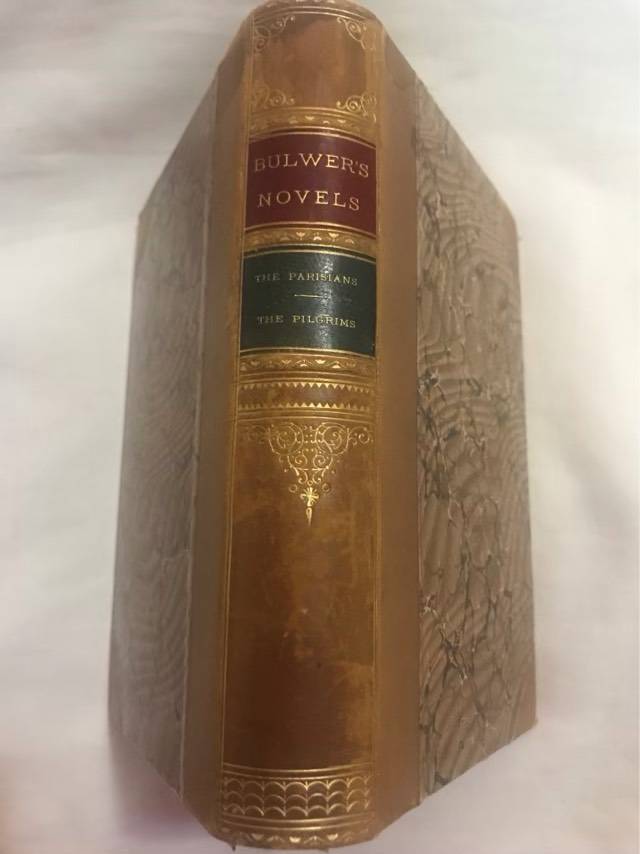 BULWER'S
NOVELS
THE PARISIANS
THE PILGRIMS